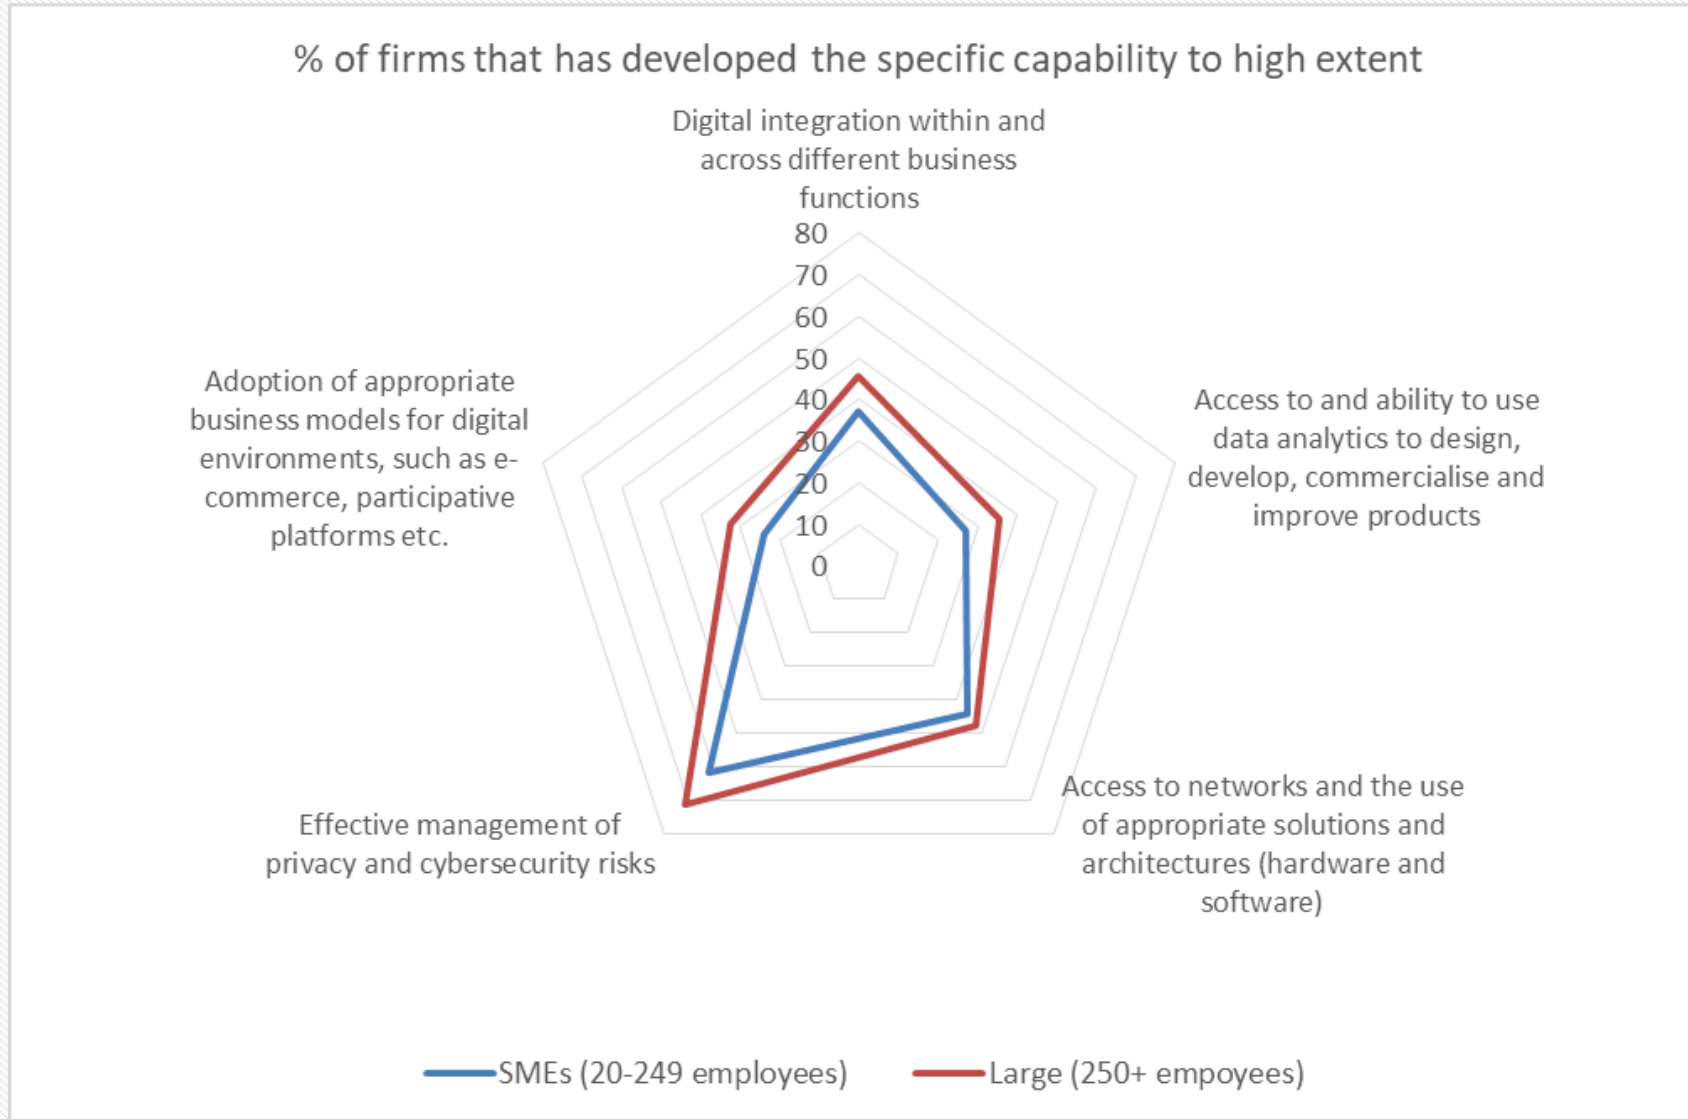 % of firms that has developed the specific capability to high extent
Digital integration within and
across different business
functions
80
70
60
50
40
30
20
10
0
Access to and ability to use
data analytics to design,
develop, commercialise and
improve products
Access to networks and the use
of appropriate solutions and
architectures (hardware and
software)
Effective management of
privacy and cybersecurity risks
Adoption of appropriate
business models for digital
environments, such as e-
commerce, participative
platforms etc.
SMEs (20-249 employees)
Large (250+ empoyees)